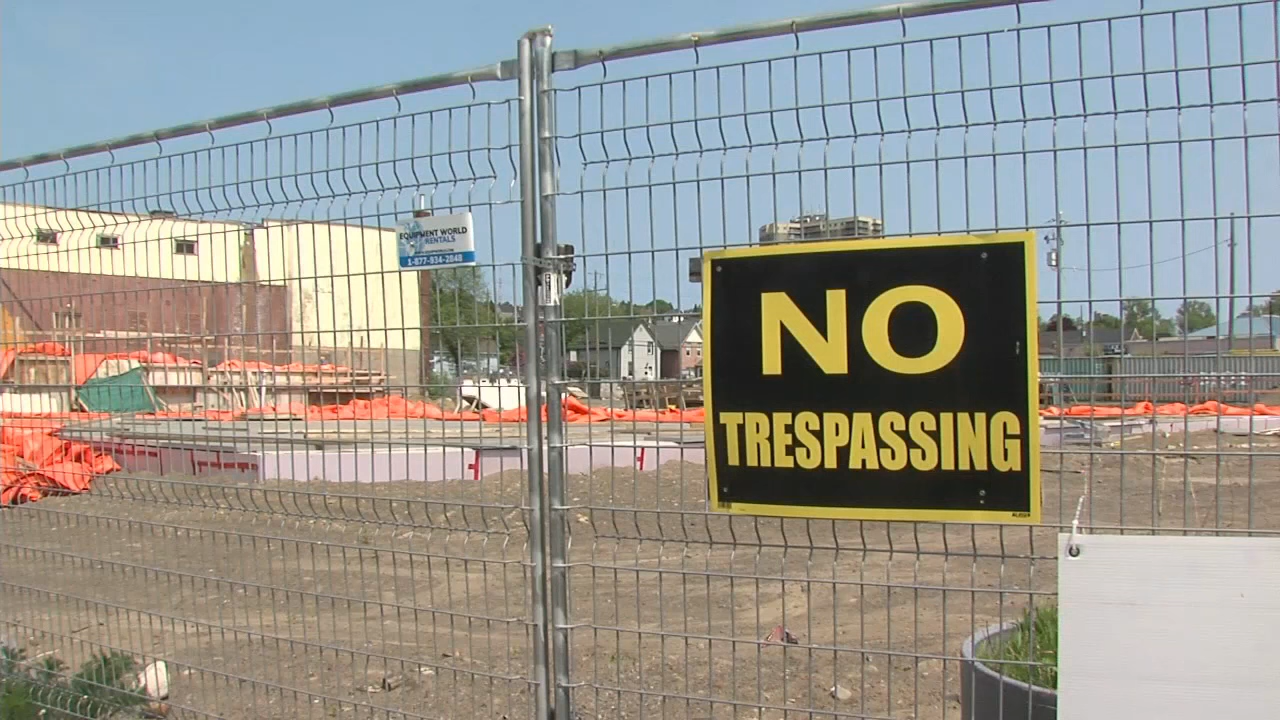 EQUIPMENT WORLD
RENTALS
1-877-934-2848
NO
TRESPASSING